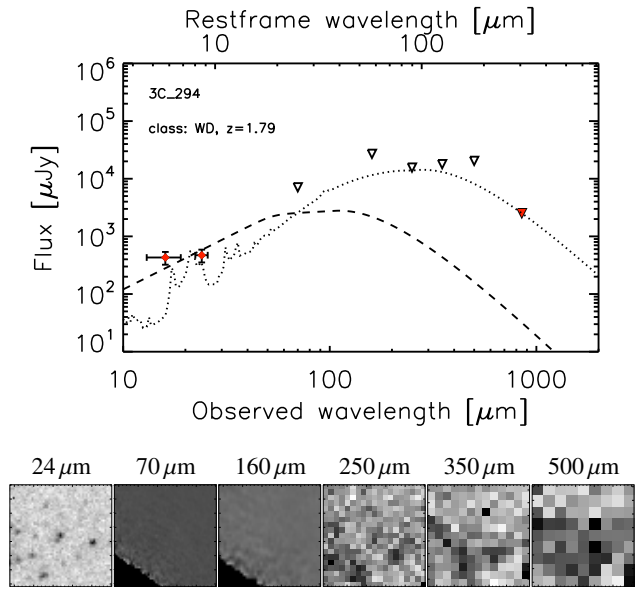 Restframe wavelength [μm]
10 100
10⁶
10⁵
10⁴
10³
10²
10¹
Flux [μJy]
3C_294
class: WD, z=1.79
10 100 1000
Observed wavelength [μm]
24 μm 70 μm 160 μm 250 μm 350 μm 500 μm